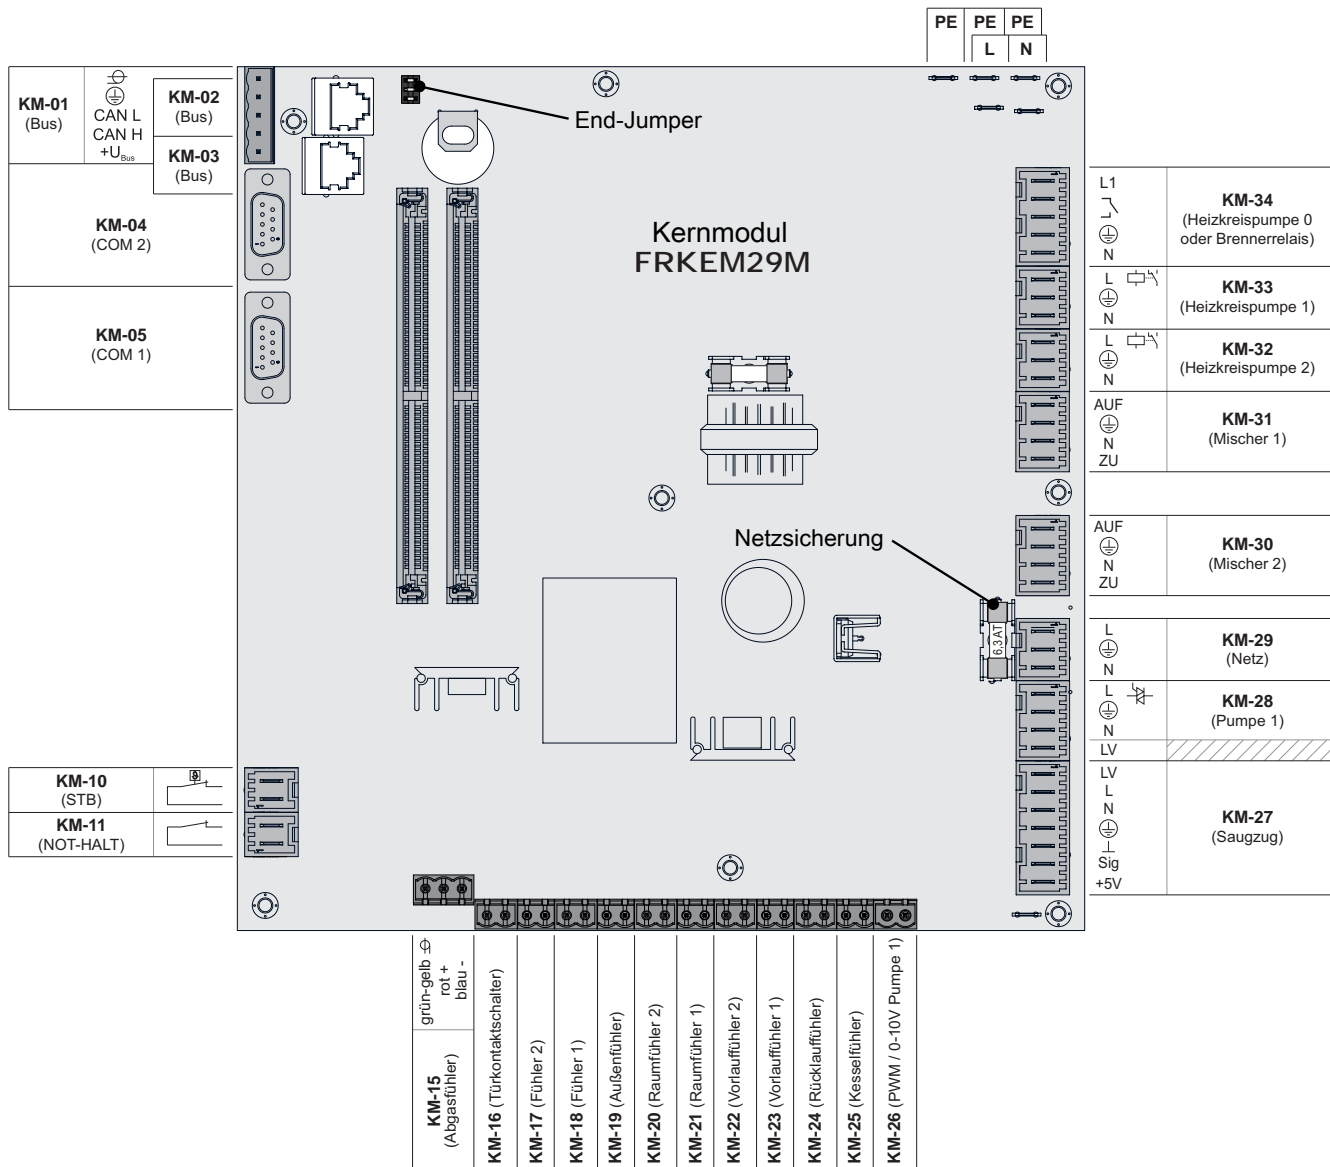 PE PE PE
L N
KM-01
(Bus)
CAN L
CAN H
+U Bus
KM-02
(Bus)
KM-03
(Bus)
KM-04
(COM 2)
KM-05
(COM 1)
End-Jumper
Kernmodul
FRKEM29M
Netzsicherung
6,3 AT
L1
N
KM-34
(Heizkreispumpe 0
oder Brennerrelais)
L
N
KM-33
(Heizkreispumpe 1)
L
N
KM-32
(Heizkreispumpe 2)
AUF
N
ZU
KM-31
(Mischer 1)
AUF
N
ZU
KM-30
(Mischer 2)
L
N
KM-29
(Netz)
L
N
KM-28
(Pumpe 1)
LV
LV
L
N
Sig
+5V
KM-27
(Saugzug)
KM-10
(STB)
KM-11
(NOT-HALT)
grün-gelb
rot +
blau -
KM-15
(Abgasfühler)
KM-16 (Türkontaktschalter)
KM-17 (Fühler 2)
KM-18 (Fühler 1)
KM-19 (Außenfühler)
KM-20 (Raumfühler 2)
KM-21 (Raumfühler 1)
KM-22 (Vorlauffühler 2)
KM-23 (Vorlauffühler 1)
KM-24 (Rücklauffühler)
KM-25 (Kesselfühler)
KM-26 (PWM / 0-10V Pumpe 1)